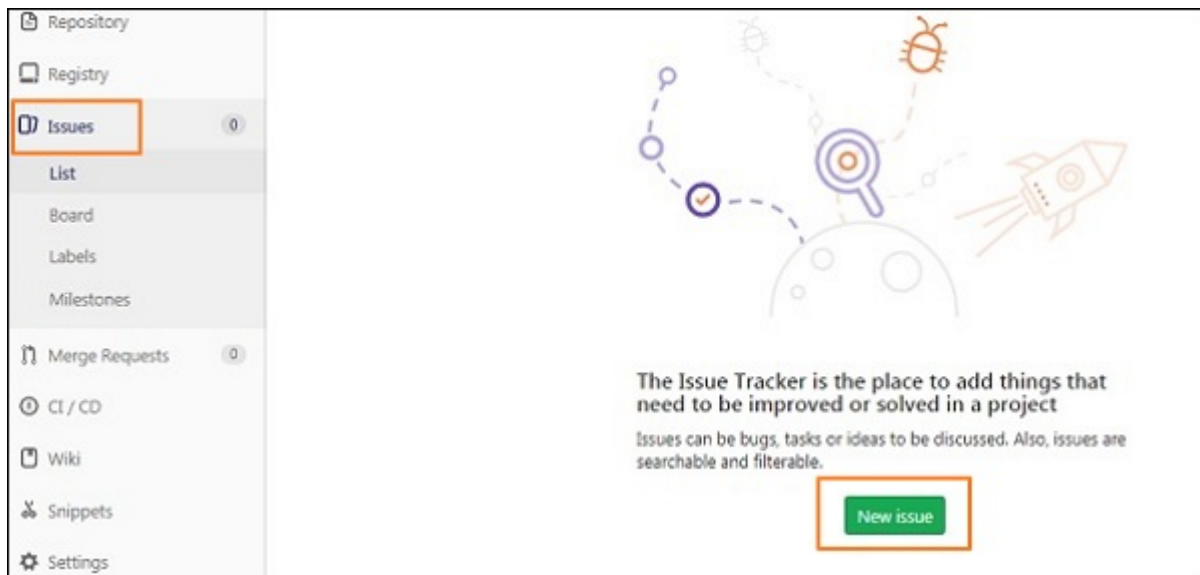 Repository
Registry
Issues 0
List
Board
Labels
Milestones
Merge Requests 0
CI / CD
Wiki
Snippets
Settings
The Issue Tracker is the place to add things that
need to be improved or solved in a project
Issues can be bugs, tasks or ideas to be discussed. Also, issues are
searchable and filterable.
New issue